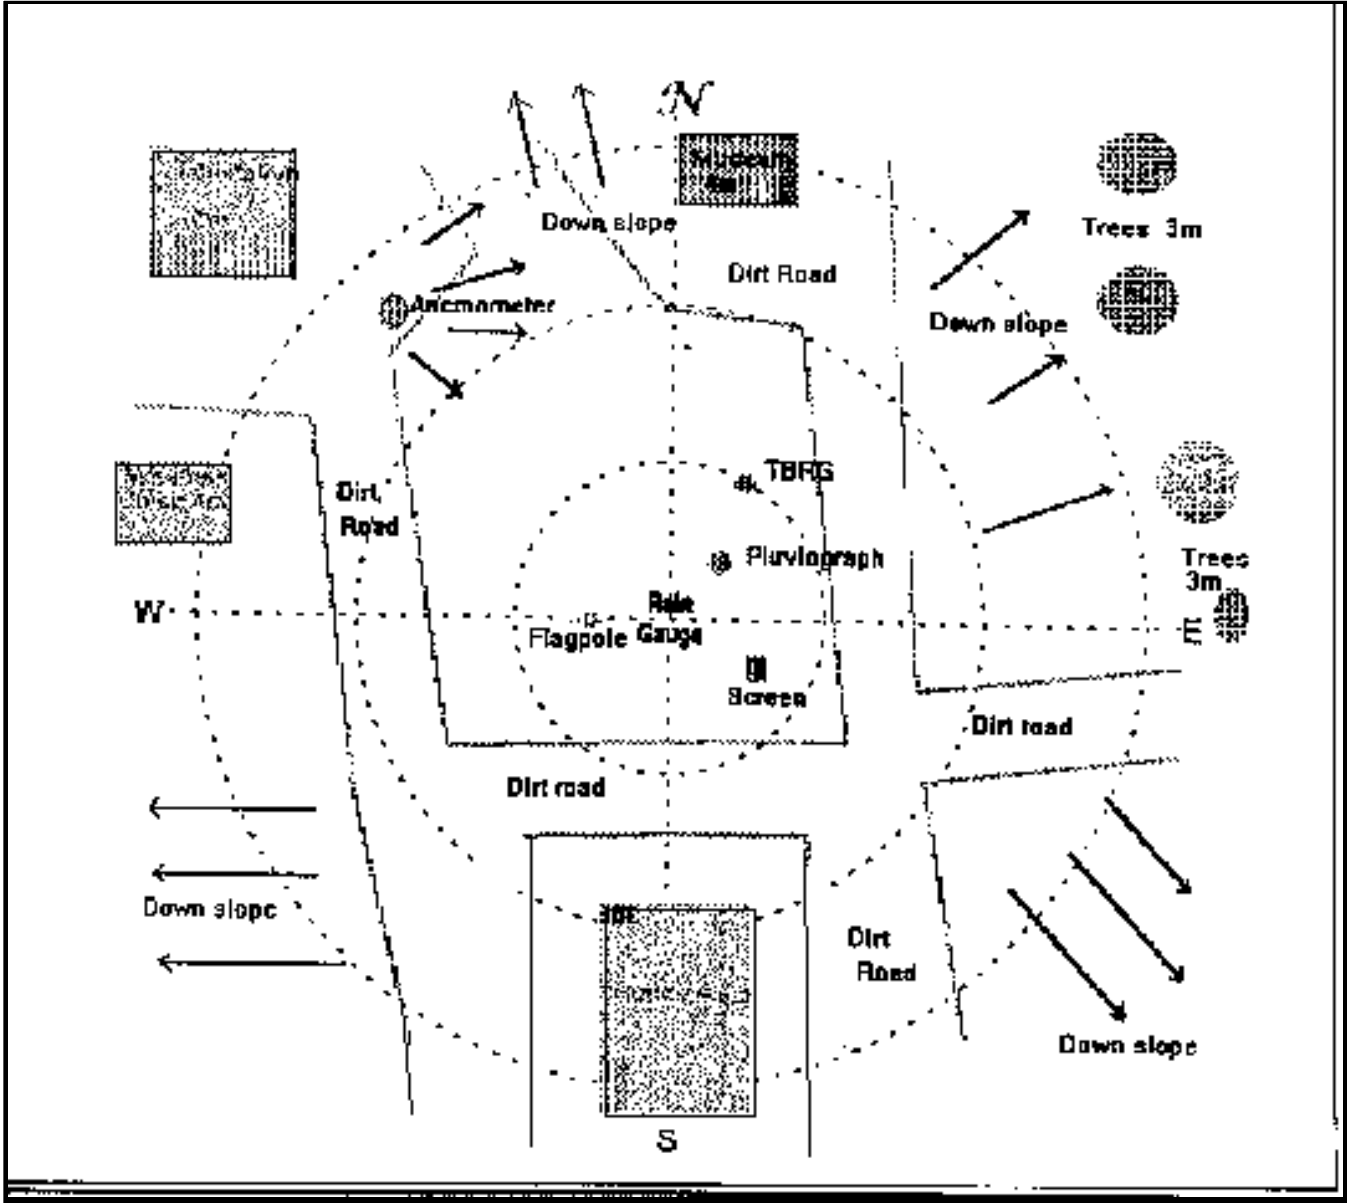 N
Museum
Down slope
Dirt Road
Trees 3m
Anemometer
Down slope
TBRG
Dirt
Road
Pluviograph
Trees
3m
W
Rain
Gauge
Flagpole
E
Screen
Dirt road
Dirt road
Down slope
Dirt
Road
Down slope
S